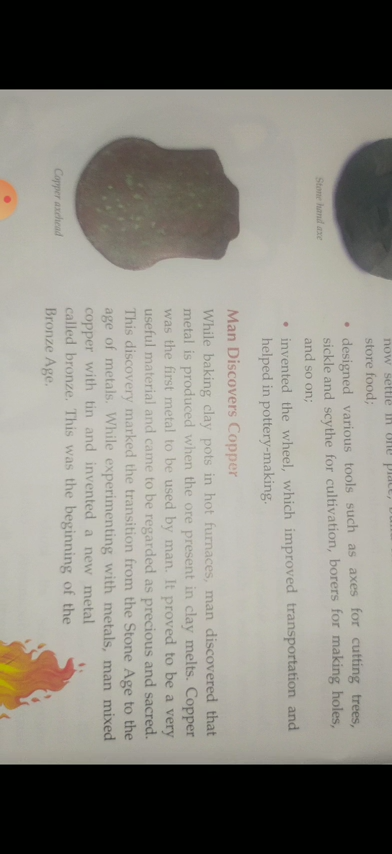 now settle in one place,
store food;
• designed various tools such as axes for cutting trees,
sickle and scythe for cultivation, borers for making holes,
and so on;
• invented the wheel, which improved transportation and
helped in pottery-making.
Stone hand axe
Man Discovers Copper
While baking clay pots in hot furnaces, man discovered that
metal is produced when the ore present in clay melts. Copper
was the first metal to be used by man. It proved to be a very
useful material and came to be regarded as precious and sacred.
This discovery marked the transition from the Stone Age to the
age of metals. While experimenting with metals, man mixed
copper with tin and invented a new metal
called bronze. This was the beginning of the
Bronze Age.
Copper axehead